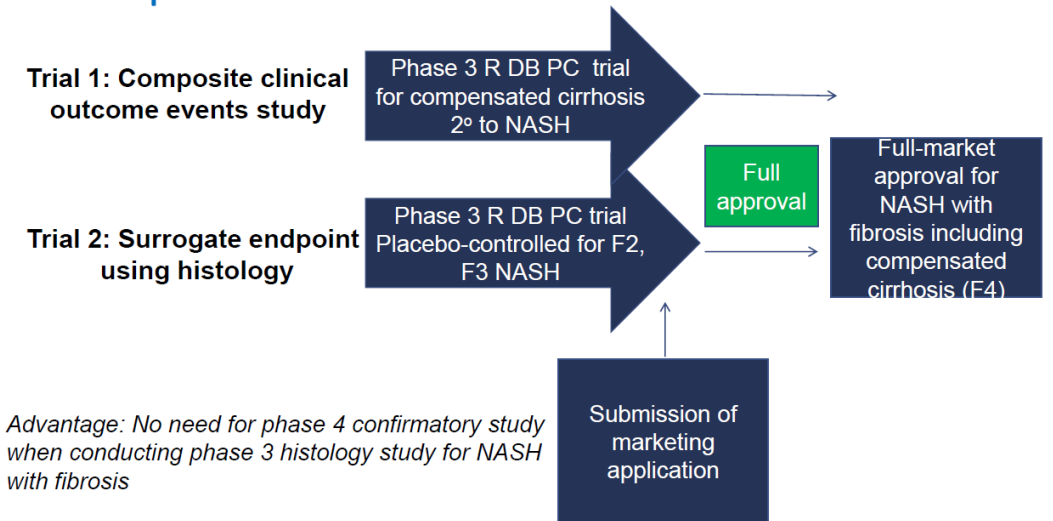 Trial 1: Composite clinical
outcome events study
Phase 3 R DB PC trial
for compensated cirrhosis
2º to NASH
Trial 2: Surrogate endpoint
using histology
Phase 3 R DB PC trial
Placebo-controlled for F2,
F3 NASH
Full
approval
Full-market
approval for
NASH with
fibrosis including
compensated
cirrhosis (F4)
Advantage: No need for phase 4 confirmatory study
when conducting phase 3 histology study for NASH
with fibrosis
Submission of
marketing
application